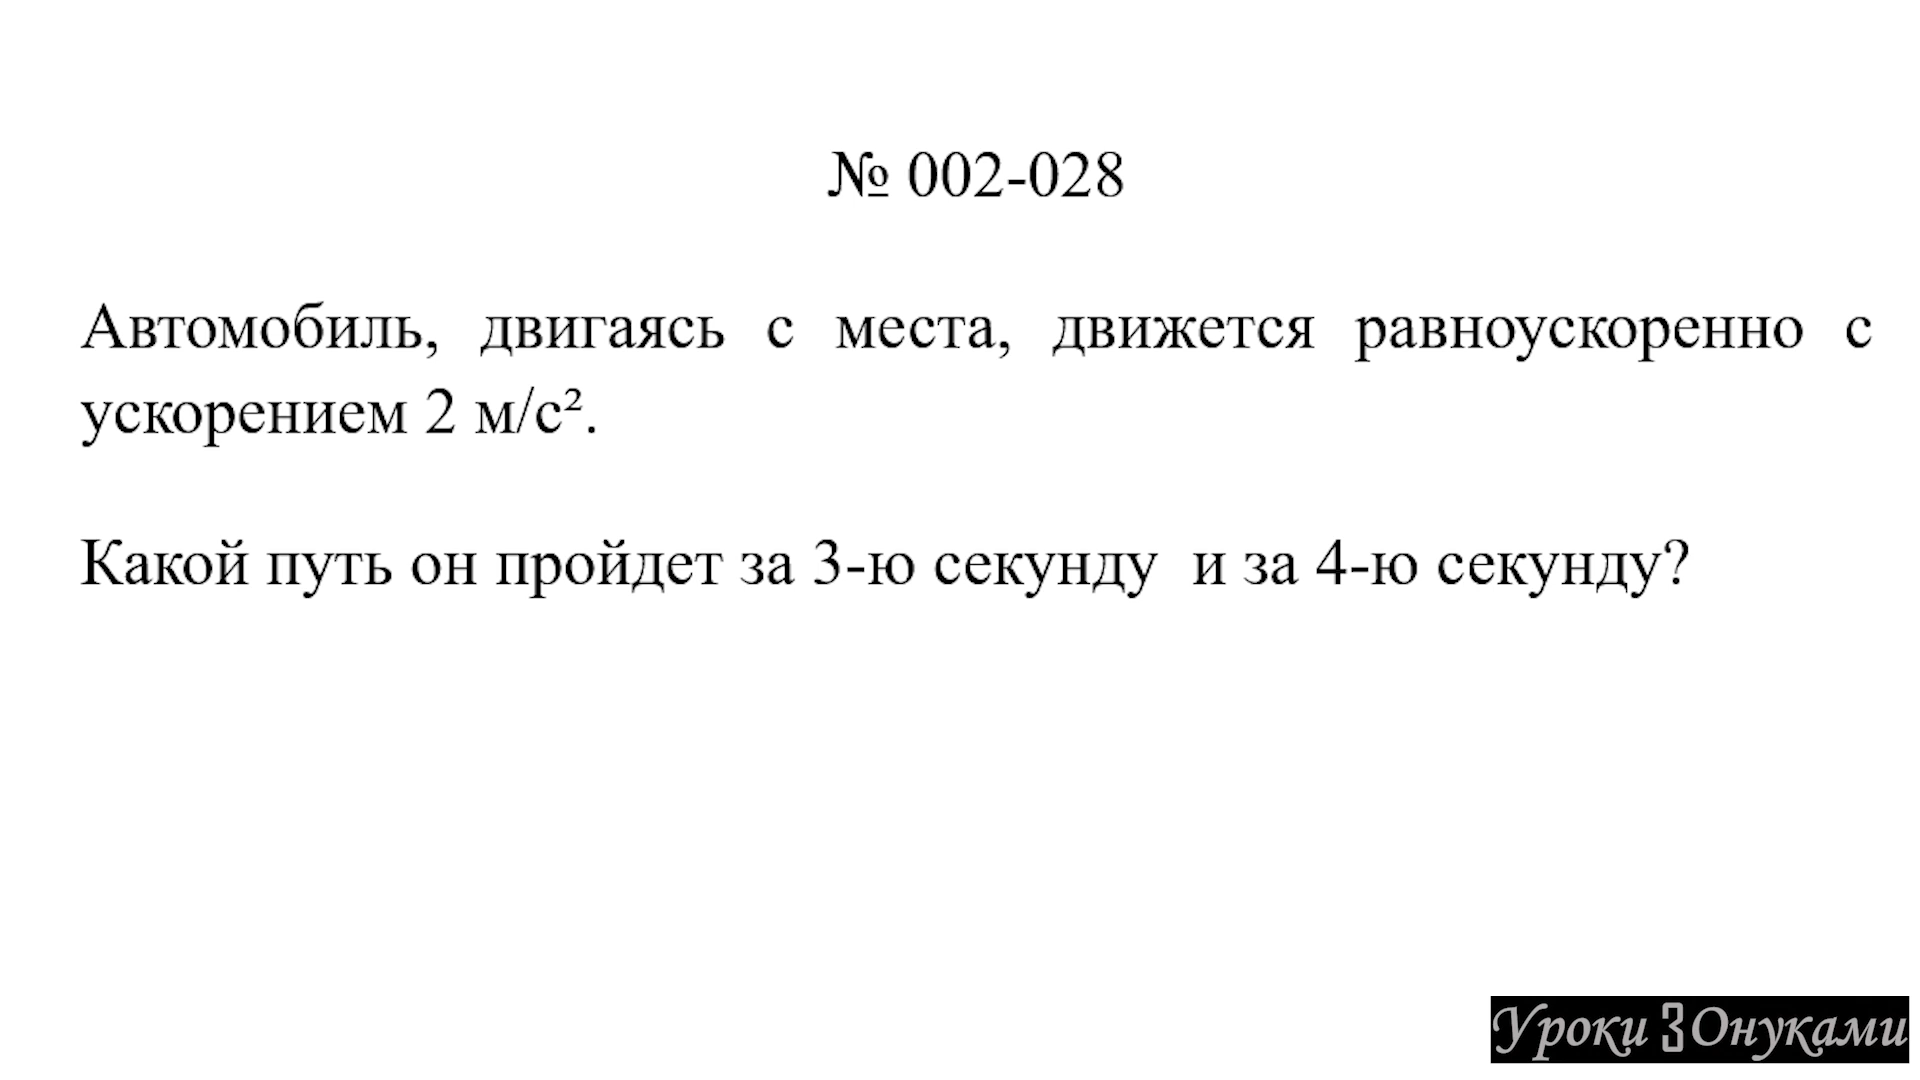 № 002-028
Автомобиль, двигаясь с места, движется равноускоренно с
ускорением 2 м/с².
Какой путь он пройдет за 3-ю секунду и за 4-ю секунду?
Уроки З Онуками